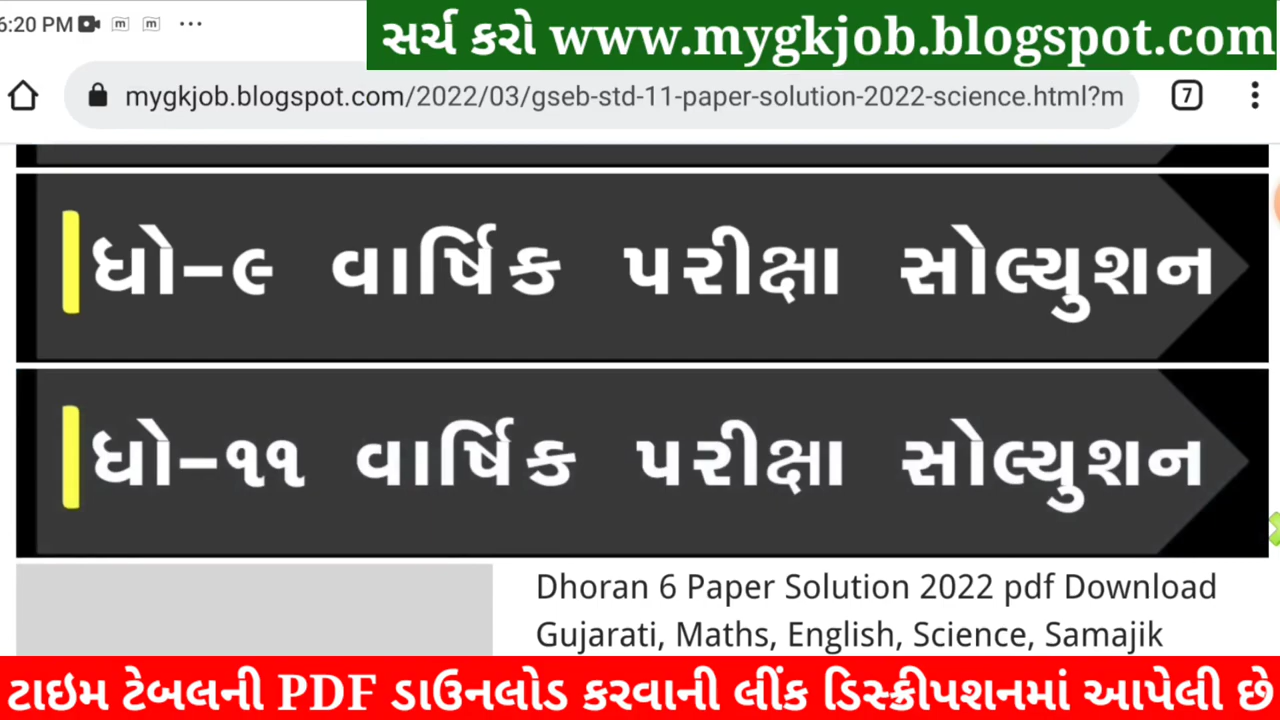 6:20 PM
સર્ચ કરો www.mygkjob.blogspot.com
mygkjob.blogspot.com/2022/03/gseb-std-11-paper-solution-2022-science.html?m
7
ધો-૯ વાર્ષિક પરીક્ષા સોલ્યુશન
ધો-૧૧ વાર્ષિક પરીક્ષા સોલ્યુશન
Dhoran 6 Paper Solution 2022 pdf Download
Gujarati, Maths, English, Science, Samajik
ટાઇમ ટેબલની PDF ડાઉનલોડ કરવાની લીંક ડિસ્ક્રીપશનમાં આપેલી છે